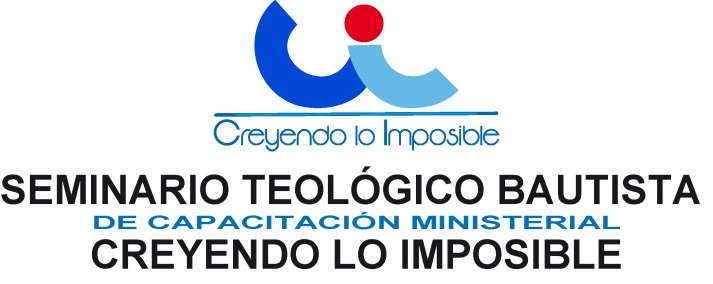 Creyendo lo Imposible
SEMINARIO TEOLÓGICO BAUTISTA
DE CAPACITACIÓN MINISTERIAL
CREYENDO LO IMPOSIBLE